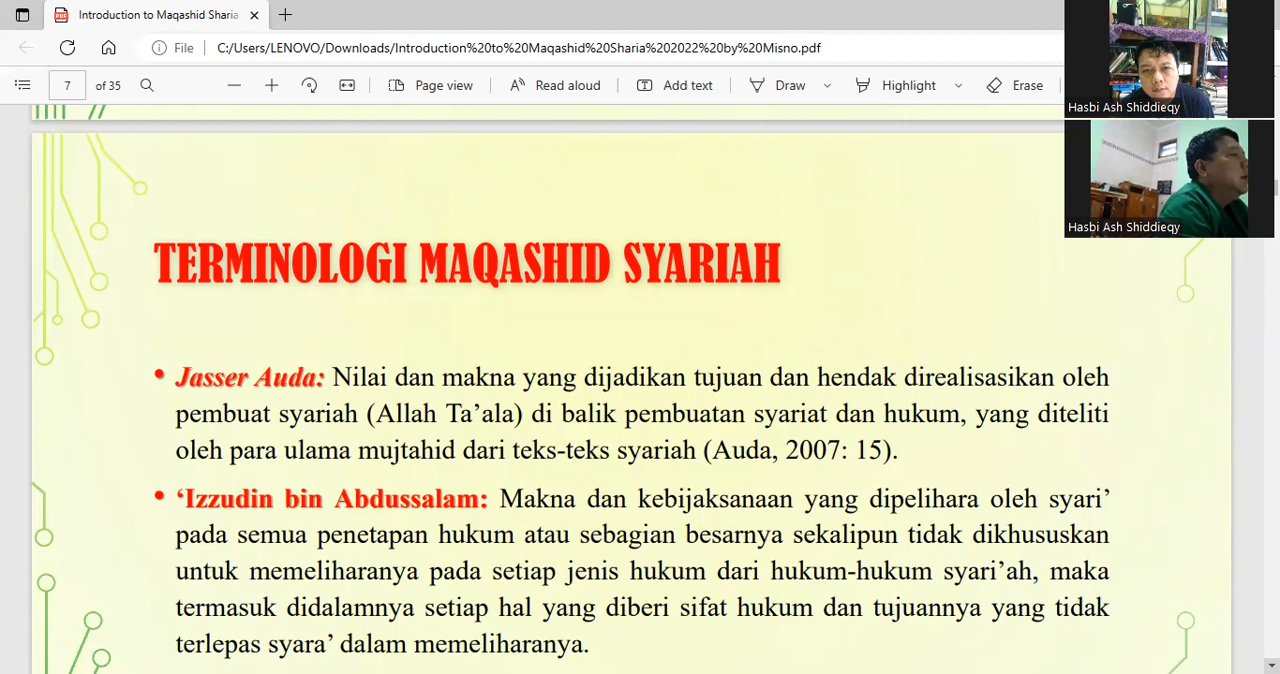 Introduction to Maqashid Sharia
File
C:/Users/LENOVO/Downloads/Introduction%20to%20Maqashid%20Sharia%202022%20by%20Misno.pdf
7 of 35
Page view
Read aloud
Add text
Draw
Highlight
Erase
Hasbi Ash Shiddieqy
Hasbi Ash Shiddieqy
TERMINOLOGI MAQASHID SYARIAH
• Jasser Auda: Nilai dan makna yang dijadikan tujuan dan hendak direalisasikan oleh
pembuat syariah (Allah Ta’ala) di balik pembuatan syariat dan hukum, yang diteliti
oleh para ulama mujtahid dari teks-teks syariah (Auda, 2007: 15).
• ‘Izzudin bin Abdussalam: Makna dan kebijaksanaan yang dipelihara oleh syari’
pada semua penetapan hukum atau sebagian besarnya sekalipun tidak dikhususkan
untuk memeliharanya pada setiap jenis hukum dari hukum-hukum syari’ah, maka
termasuk didalamnya setiap hal yang diberi sifat hukum dan tujuannya yang tidak
terlepas syara’ dalam memeliharanya.